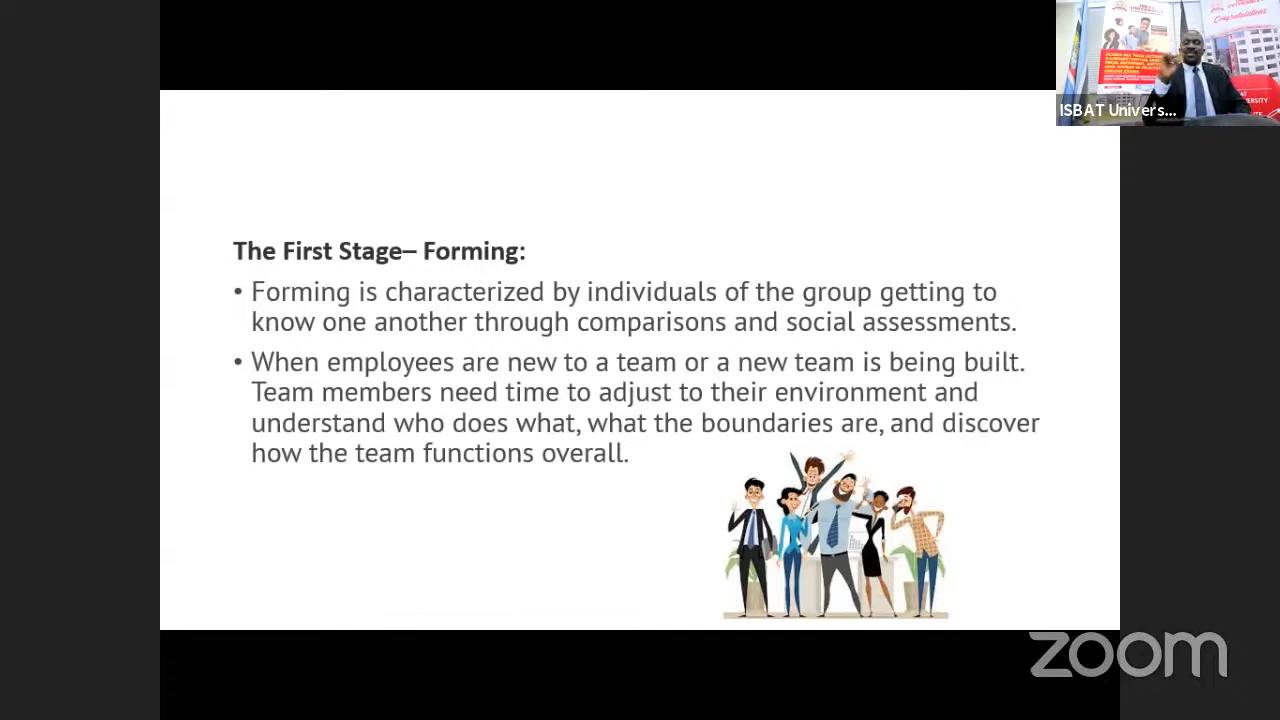 ISBAT Univers...
The First Stage– Forming:
• Forming is characterized by individuals of the group getting to
know one another through comparisons and social assessments.
• When employees are new to a team or a new team is being built.
Team members need time to adjust to their environment and
understand who does what, what the boundaries are, and discover
how the team functions overall.
zoom